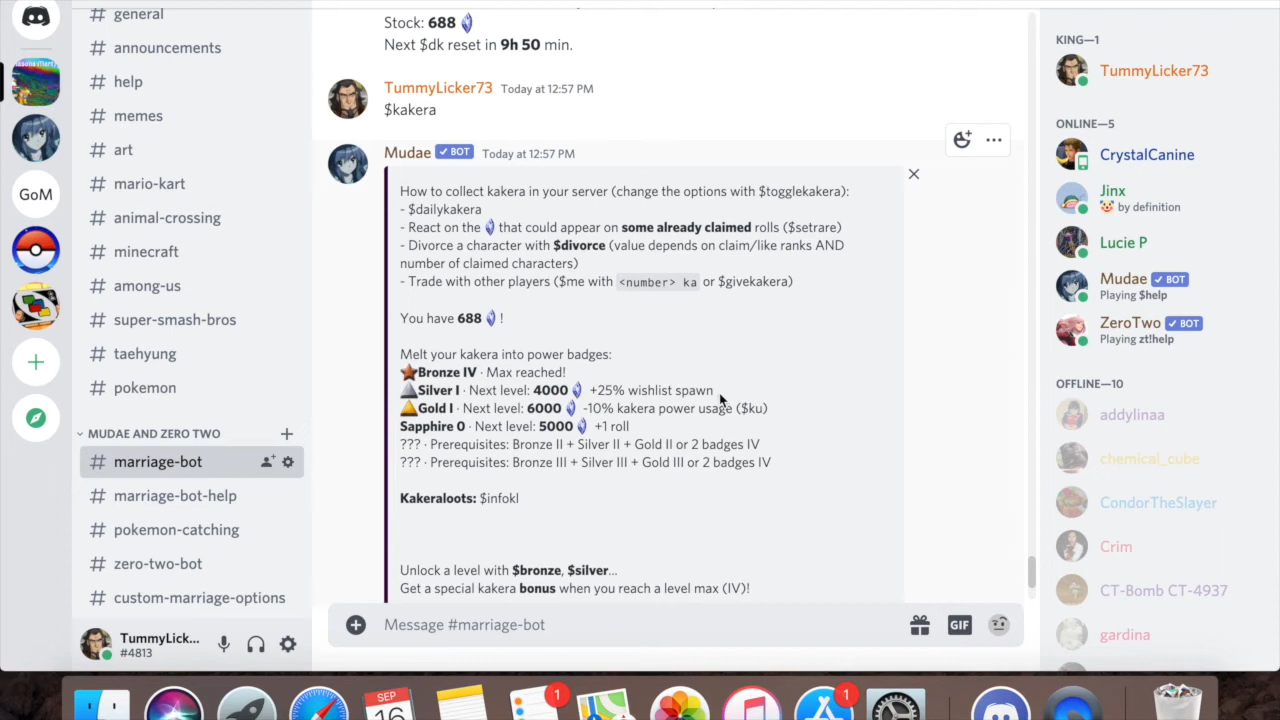 general
announcements
help
memes
art
mario-kart
animal-crossing
minecraft
among-us
super-smash-bros
taehyung
pokemon
MUDAE AND ZERO TWO
marriage-bot
marriage-bot-help
pokemon-catching
zero-two-bot
custom-marriage-options
TummyLick...
#4813
GoM
Stock: 688
Next $dk reset in 9h 50 min.
TummyLicker73 Today at 12:57 PM
$kakera
Mudae ✓ BOT Today at 12:57 PM
How to collect kakera in your server (change the options with $togglekakera):
- $dailykakera
- React on the that could appear on some already claimed rolls ($setrare)
- Divorce a character with $divorce (value depends on claim/like ranks AND
number of claimed characters)
- Trade with other players ($me with <number> ka or $givekakera)
You have 688 !
Melt your kakera into power badges:
Bronze IV · Max reached!
Silver I · Next level: 4000 +25% wishlist spawn
Gold I · Next level: 6000 -10% kakera power usage ($ku)
Sapphire 0 · Next level: 5000 +1 roll
??? · Prerequisites: Bronze II + Silver II + Gold II or 2 badges IV
??? · Prerequisites: Bronze III + Silver III + Gold III or 2 badges IV
Kakeraloots: $infokl
Unlock a level with $bronze, $silver...
Get a special kakera bonus when you reach a level max (IV)!
Message #marriage-bot
GIF
KING—1
TummyLicker73
ONLINE—5
CrystalCanine
Jinx
by definition
Lucie P
Mudae ✓ BOT
Playing $help
ZeroTwo ✓ BOT
Playing zt!help
OFFLINE—10
addylinaa
chemical_cube
CondorTheSlayer
Crim
CT-Bomb CT-4937
gardina
SEP
16
1
1